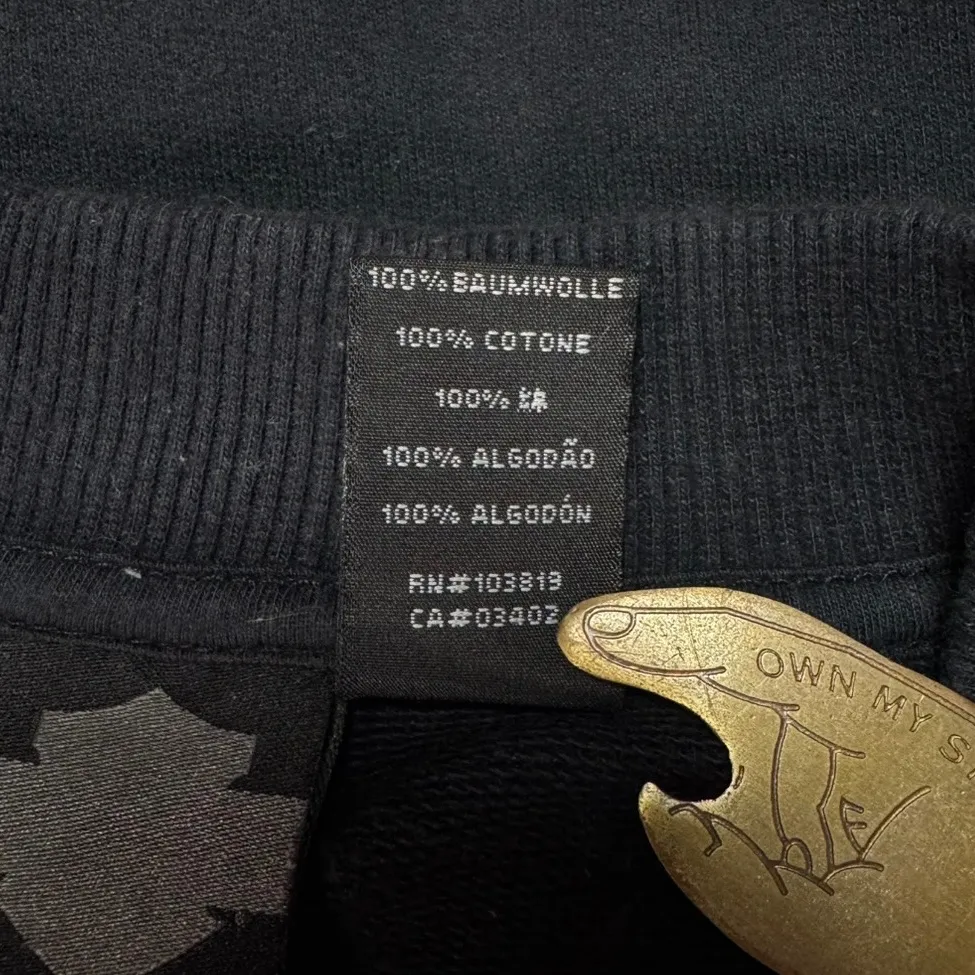 100% BAUMWOLLE
100% COTONE
100% 綿
100% ALGODÃO
100% ALGODÓN
RN#103819
CA#03402
OWN MY